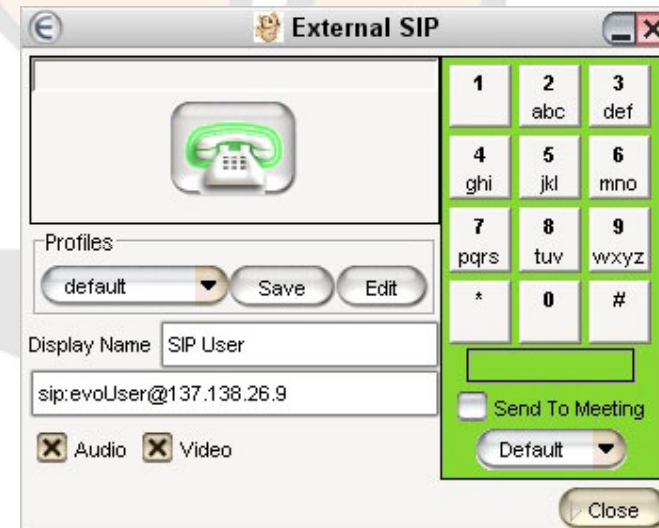 External SIP
1
2
abc
3
def
4
ghi
5
jkl
6
mno
7
pqrs
8
tuv
9
wxyz
*
0
#
Profiles
default
Save
Edit
Display Name
SIP User
sip:evoUser@137.138.26.9
Audio
Video
Send To Meeting
Default
Close